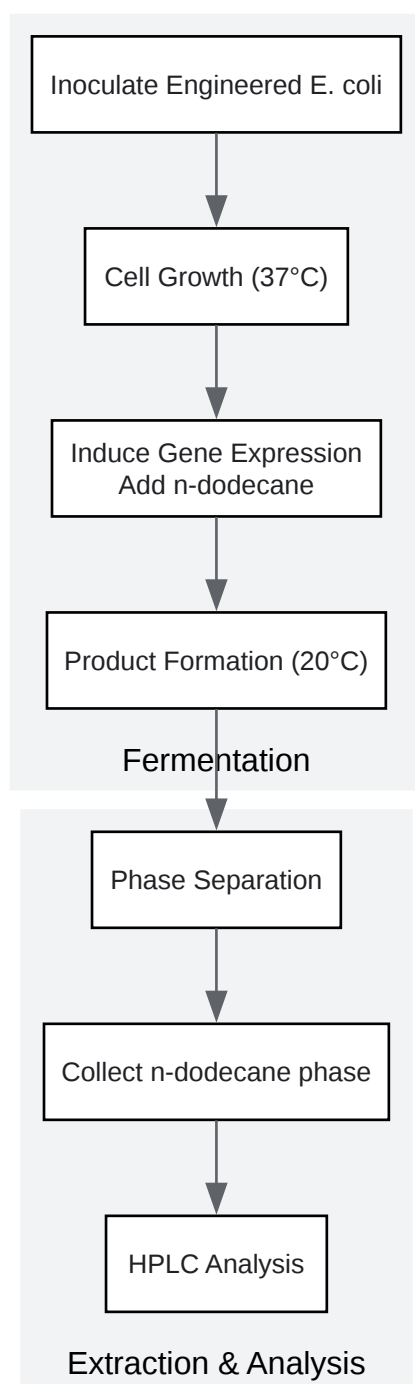 Inoculate Engineered E. coli
Cell Growth (37°C)
Induce Gene Expression
Add n-dodecane
Product Formation (20°C)
Fermentation
Phase Separation
Collect n-dodecane phase
HPLC Analysis
Extraction & Analysis